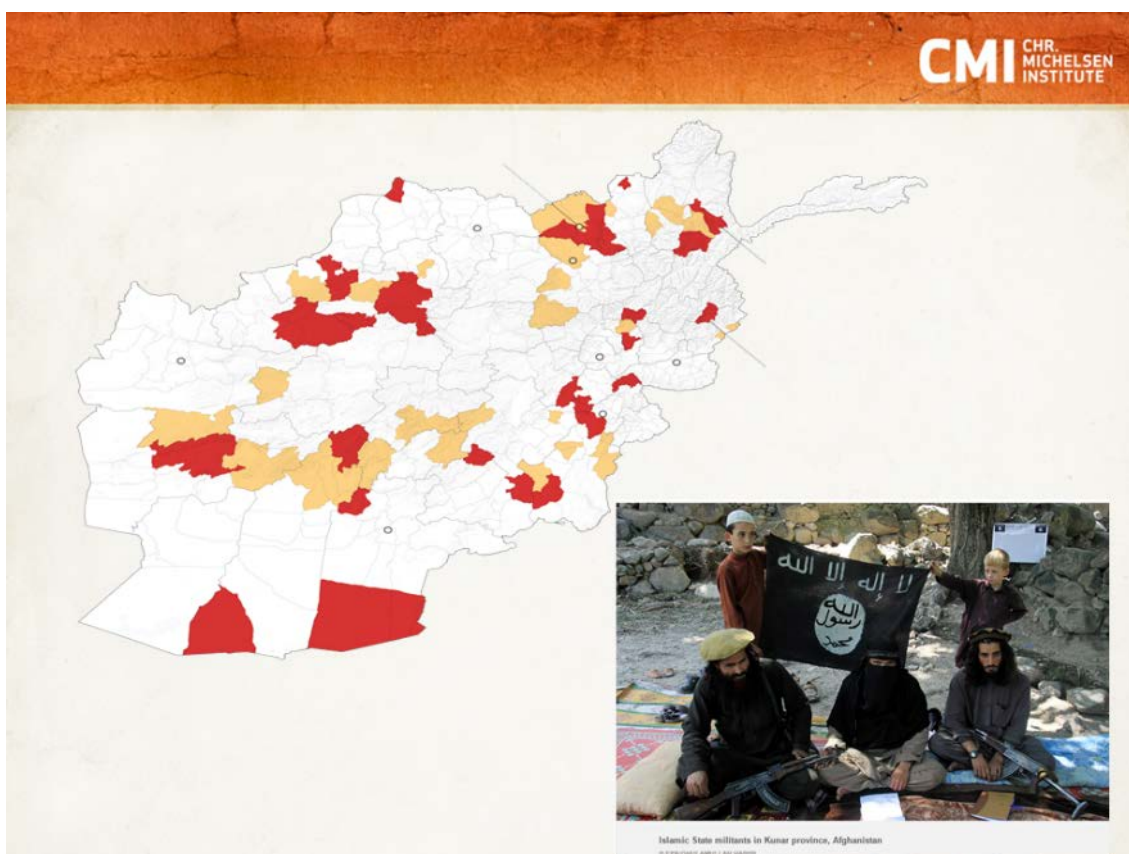 CMI CHR.
MICHELSEN
INSTITUTE
لا إله إلا الله
الله
رسول
محمد
Islamic State militants in Kunar province, Afghanistan